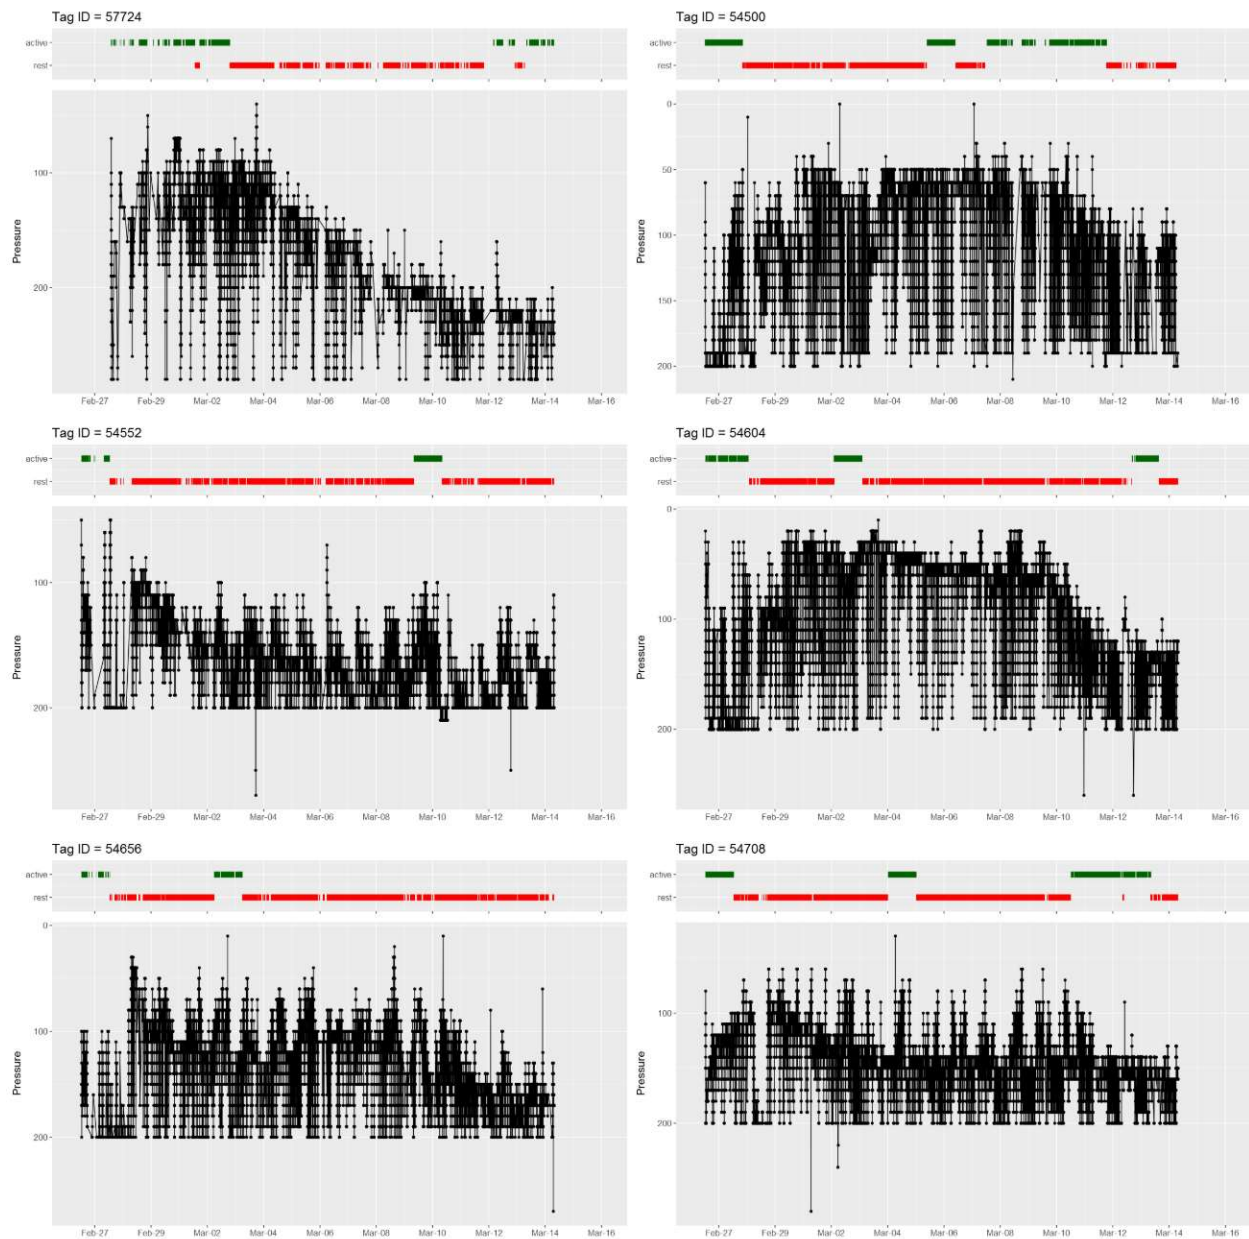 Tag ID = 57724
active
rest
Pressure
100
200
Feb-27 Feb-29 Mar-02 Mar-04 Mar-06 Mar-08 Mar-10 Mar-12 Mar-14 Mar-16
Tag ID = 54500
active
rest
Pressure
0
50
100
150
200
Feb-27 Feb-29 Mar-02 Mar-04 Mar-06 Mar-08 Mar-10 Mar-12 Mar-14 Mar-16
Tag ID = 54552
active
rest
Pressure
100
200
Feb-27 Feb-29 Mar-02 Mar-04 Mar-06 Mar-08 Mar-10 Mar-12 Mar-14 Mar-16
Tag ID = 54604
active
rest
Pressure
0
100
200
Feb-27 Feb-29 Mar-02 Mar-04 Mar-06 Mar-08 Mar-10 Mar-12 Mar-14 Mar-16
Tag ID = 54656
active
rest
Pressure
0
100
200
Feb-27 Feb-29 Mar-02 Mar-04 Mar-06 Mar-08 Mar-10 Mar-12 Mar-14 Mar-16
Tag ID = 54708
active
rest
Pressure
100
200
Feb-27 Feb-29 Mar-02 Mar-04 Mar-06 Mar-08 Mar-10 Mar-12 Mar-14 Mar-16